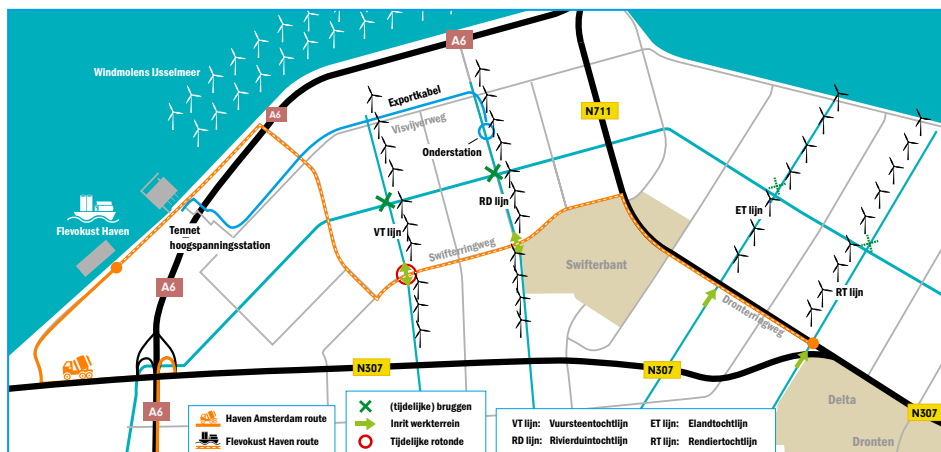 A6
Windmolens IJsselmeer
Exportkabel
A6
N711
Visvijverweg
Onderstation
RD lijn
ET lijn
Flevokust Haven
Tennet
hoogspanningsstation
VT lijn
Swifterringweg
Swifterbant
A6
RT lijn
Dronterringweg
N307
N307
Delta
A6
N307
Dronten
Haven Amsterdam route
Flevokust Haven route
(tijdelijke) bruggen
Inrit werkterrein
Tijdelijke rotonde
VT lijn: Vuursteentochtlijn
RD lijn: Rivierduintochtlijn
ET lijn: Elandtochtlijn
RT lijn: Rendiertochtlijn